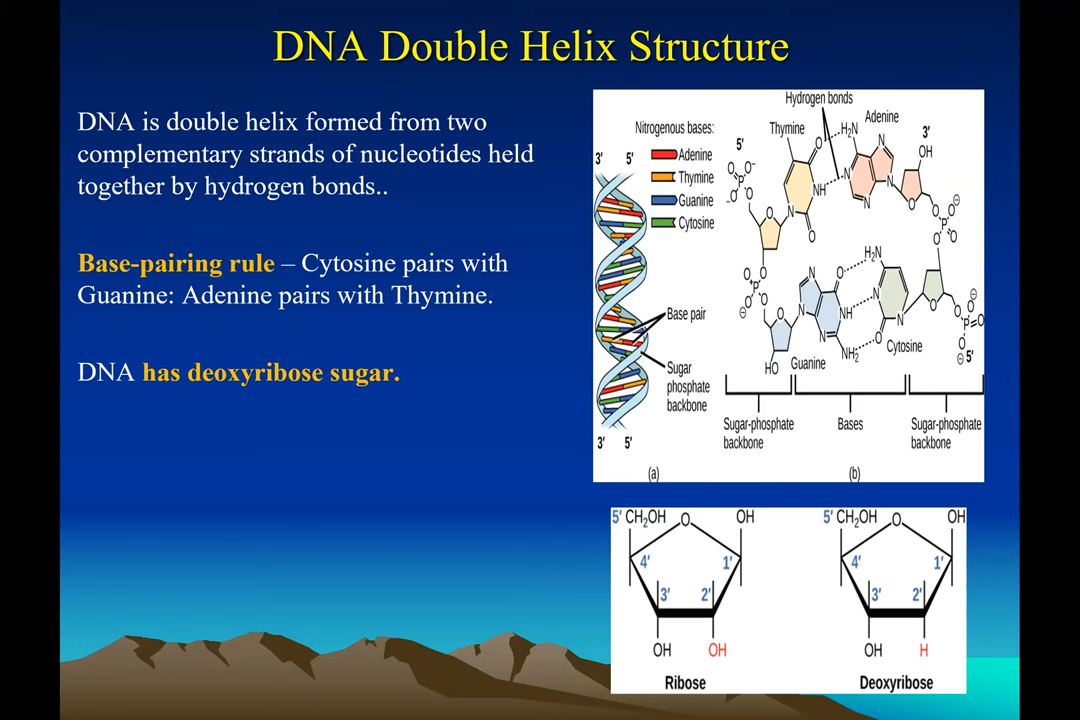 DNA Double Helix Structure
DNA is double helix formed from two
complementary strands of nucleotides held
together by hydrogen bonds..
Base-pairing rule – Cytosine pairs with
Guanine: Adenine pairs with Thymine.
DNA has deoxyribose sugar.
Nitrogenous bases:
Adenine
Thymine
Guanine
Cytosine
3′ 5′
Base pair
Sugar
phosphate
backbone
3′ 5′
(a)
Hydrogen bonds
Thymine
Adenine
5′
3′
O
H₂N
N
OH
O
P
O⁻
⁻O
O
NH
N
N
N
N
O
O
O
O
O
P
O
O
O
H₂N
O
P
O
O
O
N
O
N
NH
N
N
NH₂
N
N
O
O
O
P
O
O
5′
HO
Guanine
Cytosine
Sugar-phosphate
backbone
Bases
Sugar-phosphate
backbone
(b)
5′ CH₂OH O OH
4′ 1′
3′ 2′
OH OH
Ribose
5′ CH₂OH O OH
4′ 1′
3′ 2′
OH H
Deoxyribose